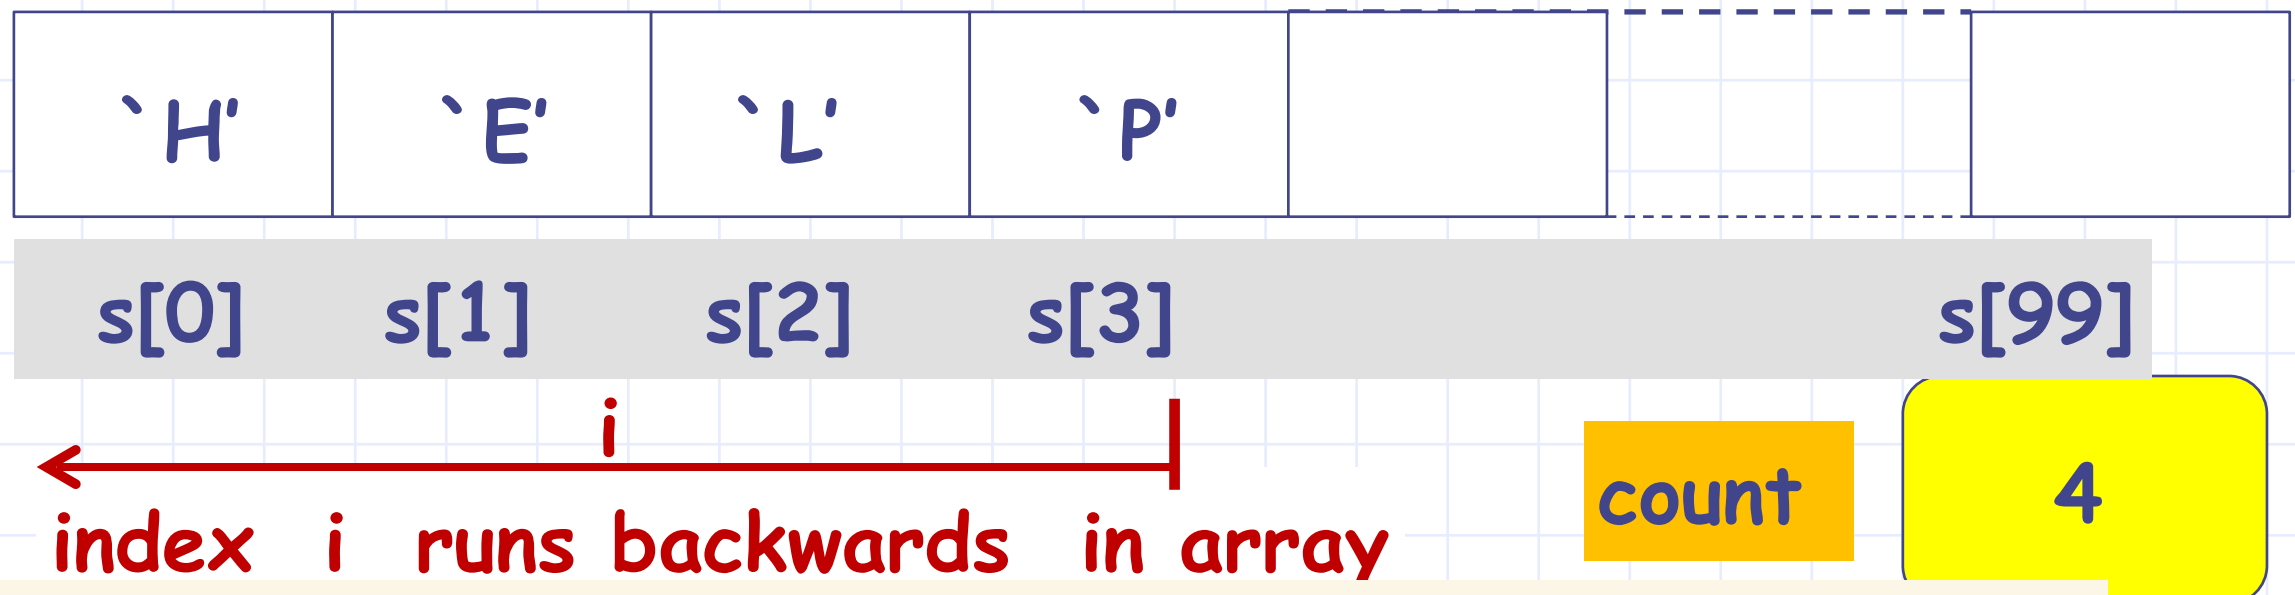 `H' `E' `L' `P'
s[0] s[1] s[2] s[3] s[99]
i
count 4
index i runs backwards in array